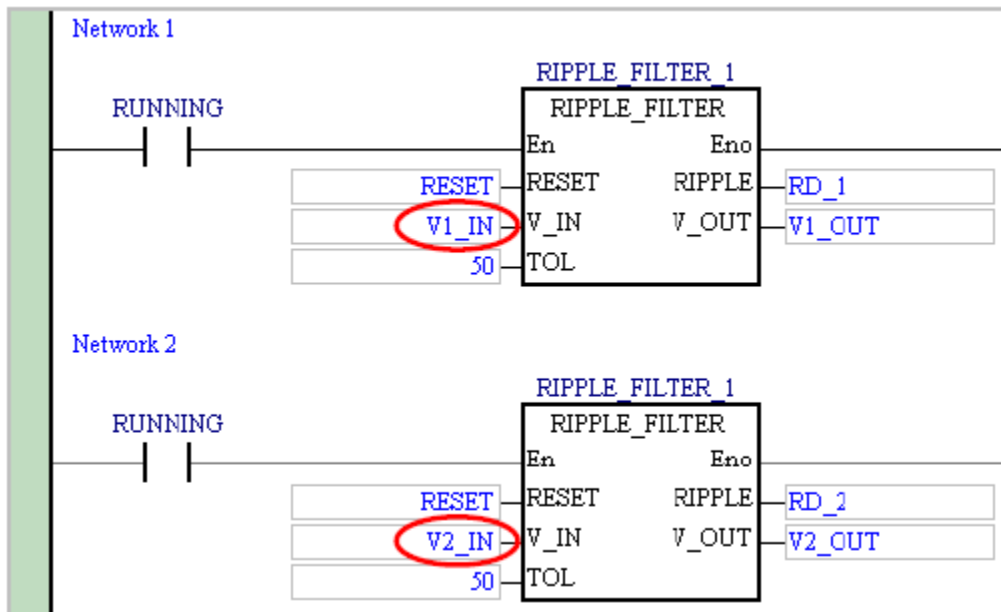 Network 1
RIPPLE_FILTER_1
RUNNING
RIPPLE_FILTER
En Eno
RESET RESET RIPPLE RD_1
V1_IN V_IN V_OUT V1_OUT
50 TOL
Network 2
RIPPLE_FILTER_1
RUNNING
RIPPLE_FILTER
En Eno
RESET RESET RIPPLE RD_2
V2_IN V_IN V_OUT V2_OUT
50 TOL